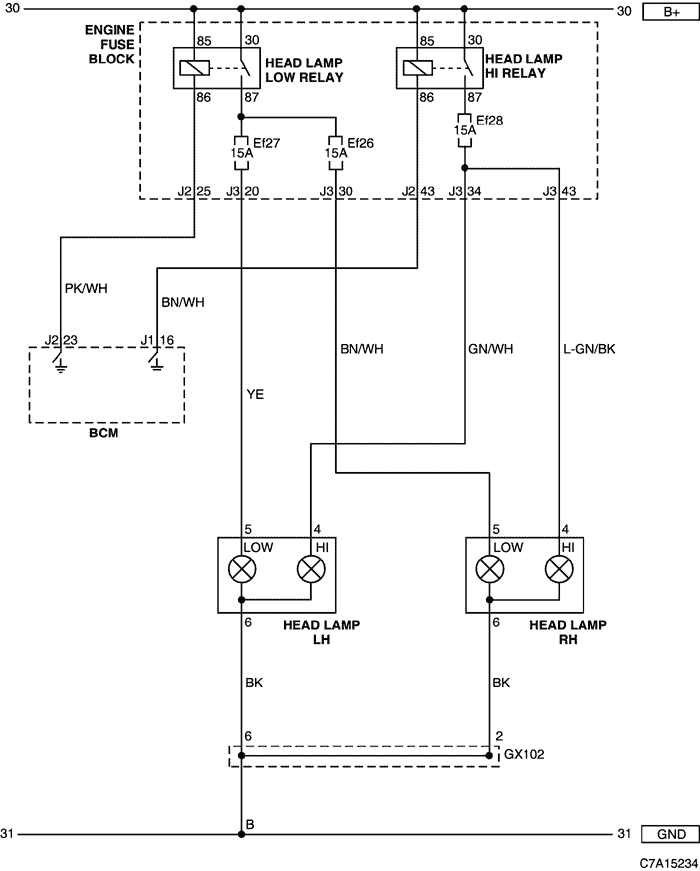 30
30 B+
ENGINE
FUSE
BLOCK
85 30
HEAD LAMP
LOW RELAY
86 87
85 30
HEAD LAMP
HI RELAY
86 87
Ef27
15A
Ef26
15A
Ef28
15A
J2 25
J3 20
J3 30
J2 43
J3 34
J3 43
PK/WH
BN/WH
BN/WH
GN/WH
L-GN/BK
J2 23
J1 16
YE
BCM
5 4
LOW HI
6
HEAD LAMP
LH
5 4
LOW HI
6
HEAD LAMP
RH
BK
BK
6 2
GX102
B
31
31 GND
C7A15234